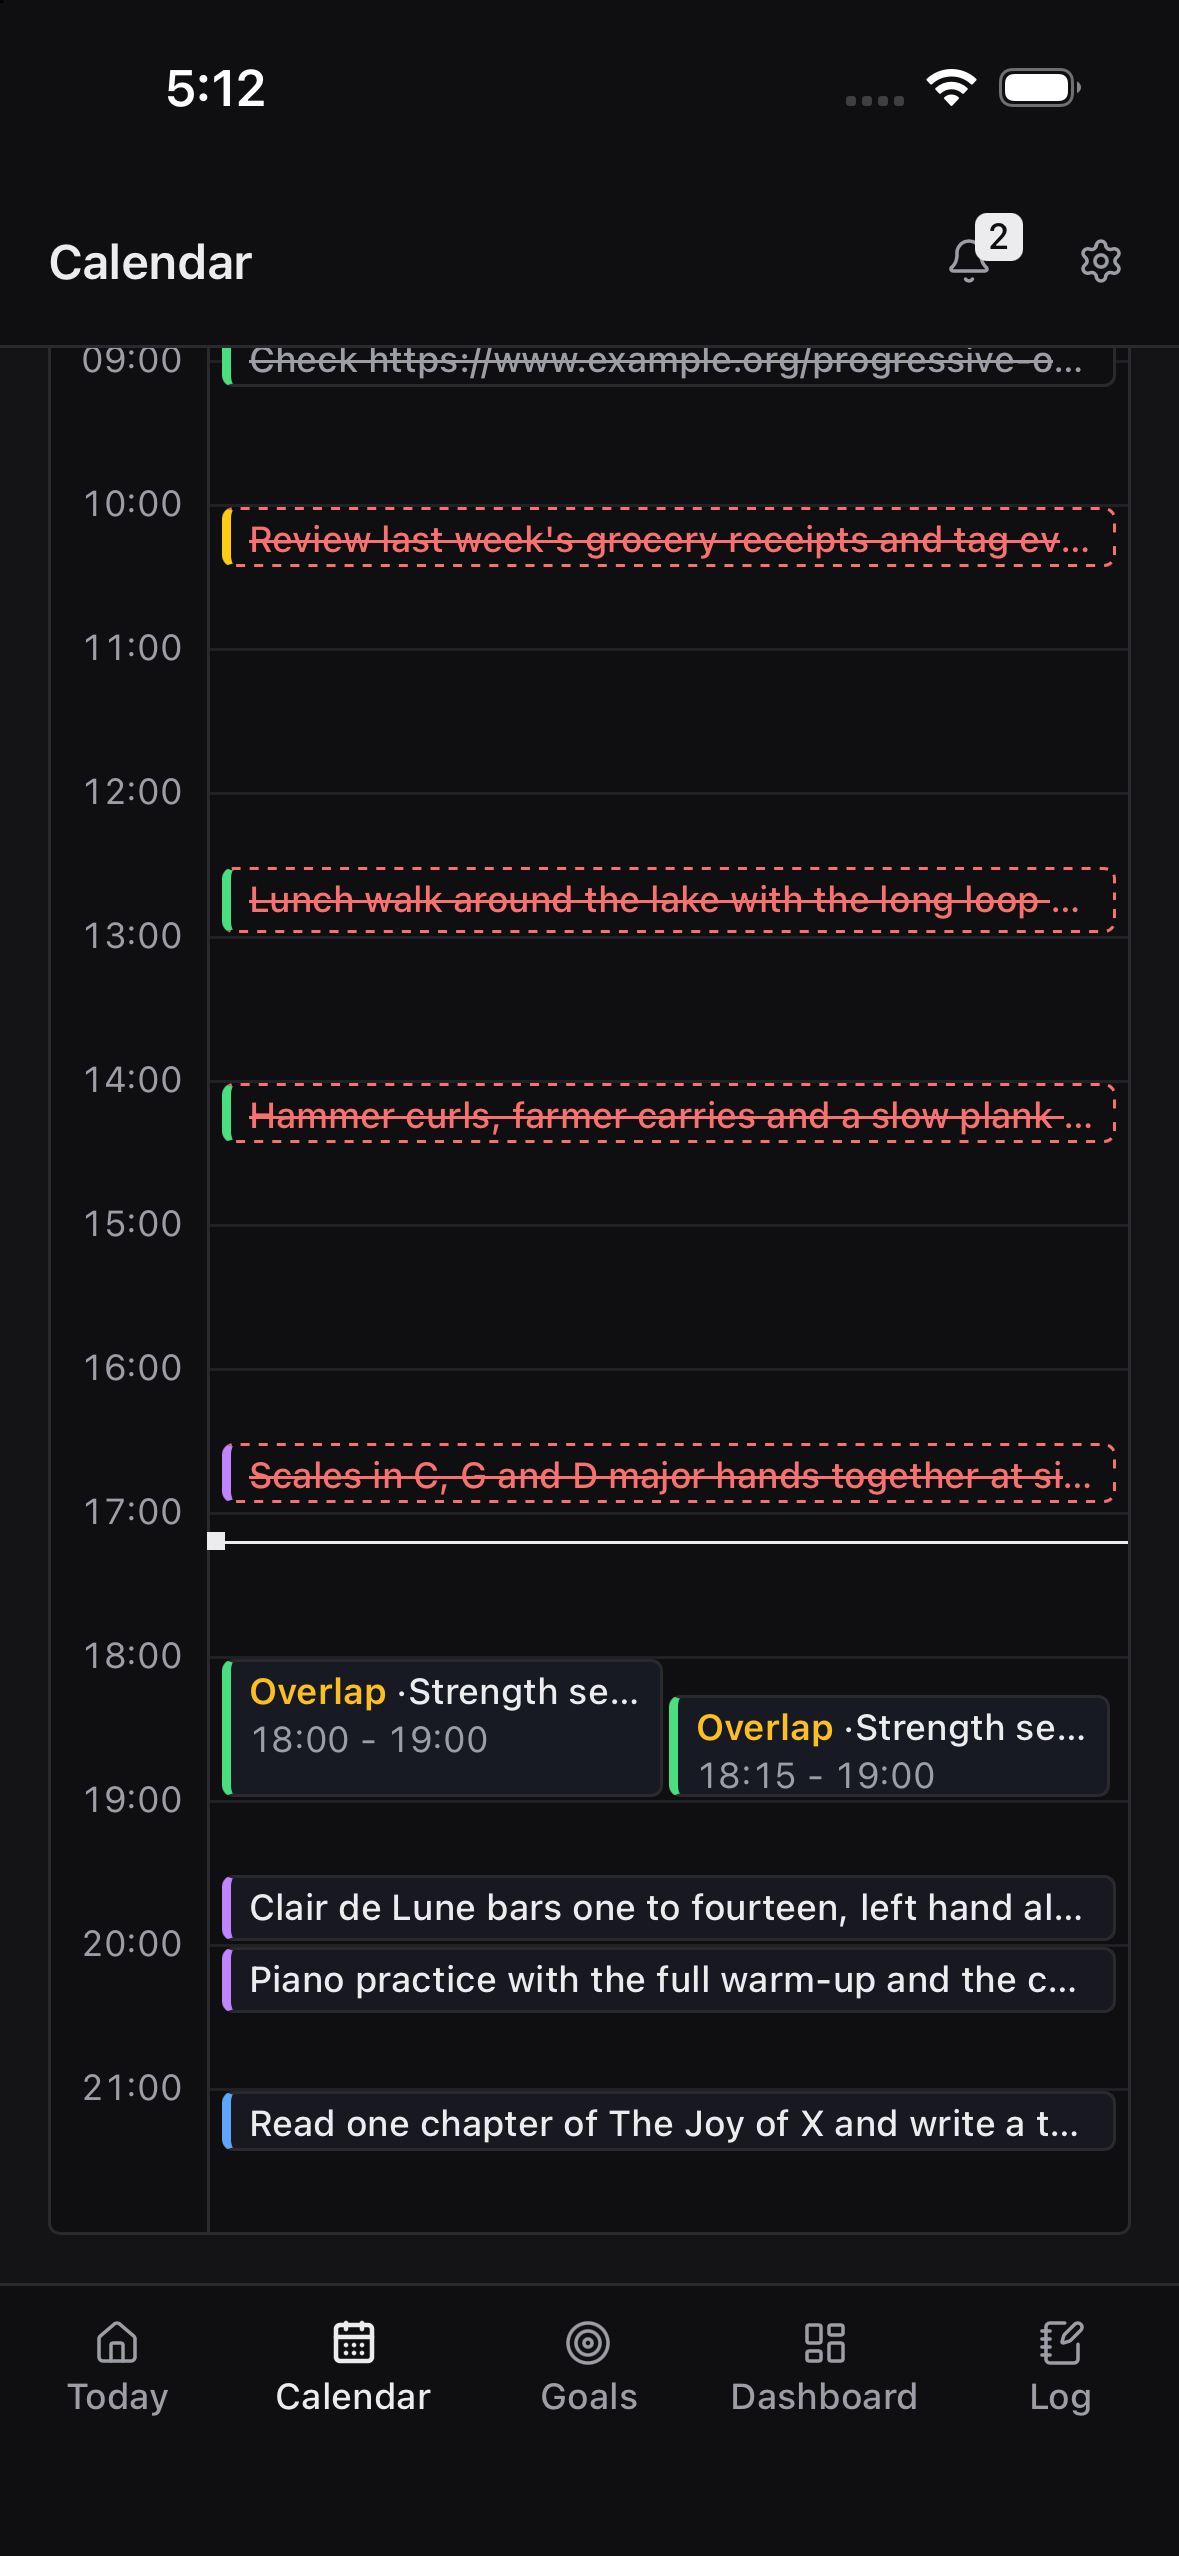 5:12
Calendar
2
09:00
Check https://www.example.org/progressive-o...
10:00
Review last week's grocery receipts and tag ev...
11:00
12:00
Lunch walk around the lake with the long loop ...
13:00
14:00
Hammer curls, farmer carries and a slow plank ...
15:00
16:00
Scales in C, G and D major hands together at si...
17:00
18:00
Overlap ·Strength se...
18:00 - 19:00
Overlap ·Strength se...
18:15 - 19:00
19:00
Clair de Lune bars one to fourteen, left hand al...
20:00
Piano practice with the full warm-up and the c...
21:00
Read one chapter of The Joy of X and write a t...
Today
Calendar
Goals
Dashboard
Log